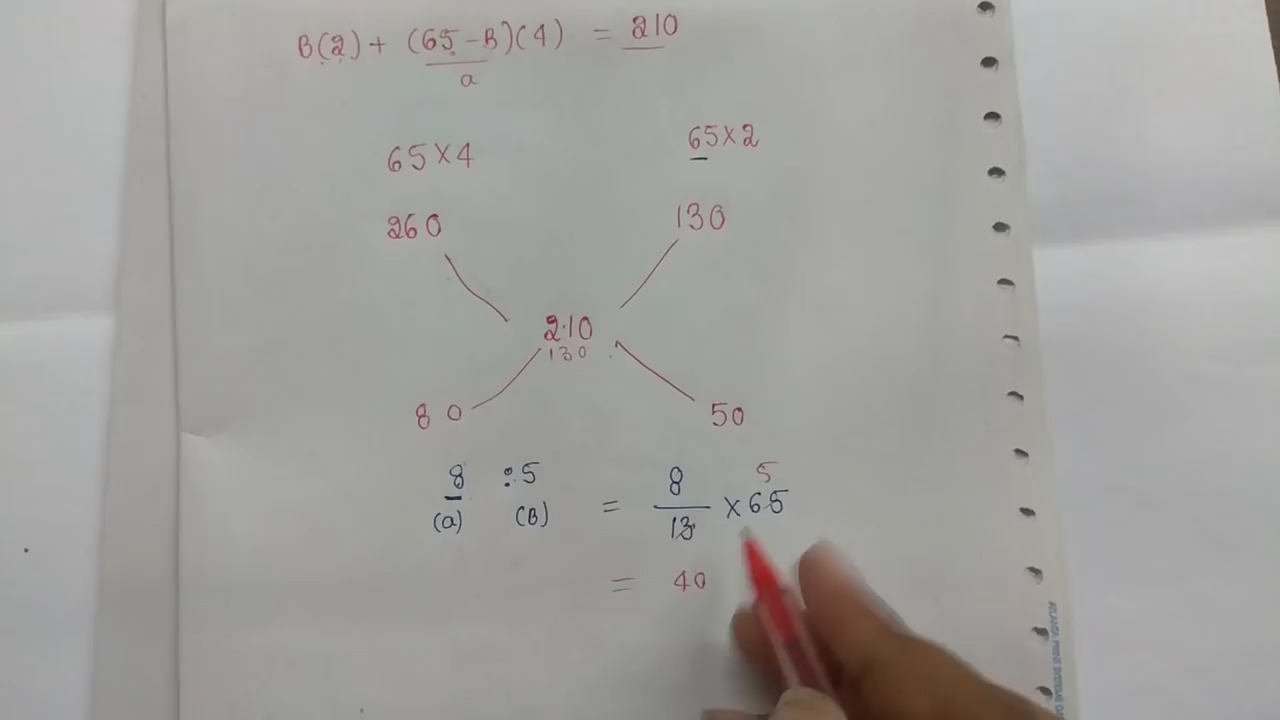 B(2) + (65 - B)(4) = 210
a
65 x 4 65 x 2
260 130
210
130
80 50
8 : 5 = 8/13 x 65 5
(a) (B)
= 40